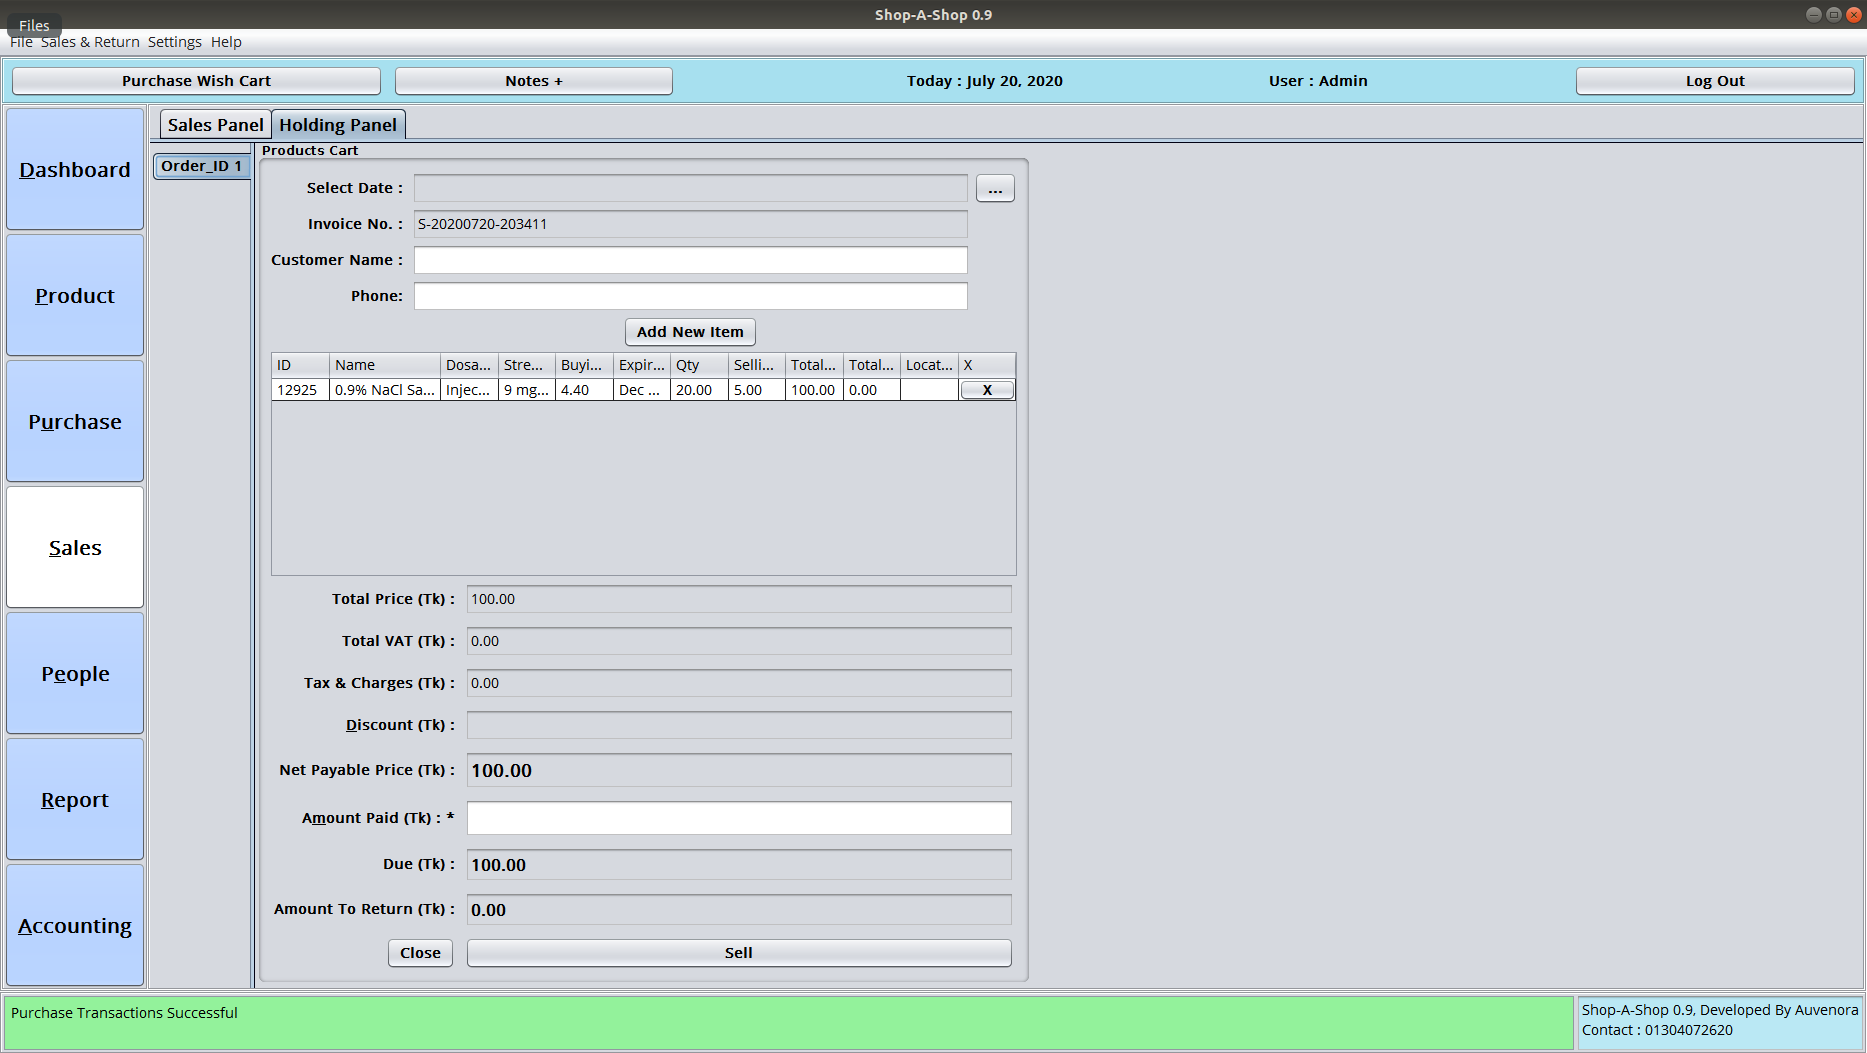 Shop-A-Shop 0.9
Files
File Sales & Return Settings Help
Purchase Wish Cart Notes + Today : July 20, 2020 User : Admin Log Out
Dashboard
Product
Purchase
Sales
People
Report
Accounting
Sales Panel Holding Panel
Order_ID 1
Products Cart
Select Date : ...
Invoice No. : S-20200720-203411
Customer Name :
Phone:
Add New Item
ID Name Dosa... Stre... Buyi... Expir... Qty Selli... Total... Total... Locat... X
12925 0.9% NaCl Sa... Injec... 9 mg... 4.40 Dec ... 20.00 5.00 100.00 0.00 X
Total Price (Tk) : 100.00
Total VAT (Tk) : 0.00
Tax & Charges (Tk) : 0.00
Discount (Tk) :
Net Payable Price (Tk) : 100.00
Amount Paid (Tk) : *
Due (Tk) : 100.00
Amount To Return (Tk) : 0.00
Close Sell
Purchase Transactions Successful
Shop-A-Shop 0.9, Developed By Auvenora
Contact : 01304072620